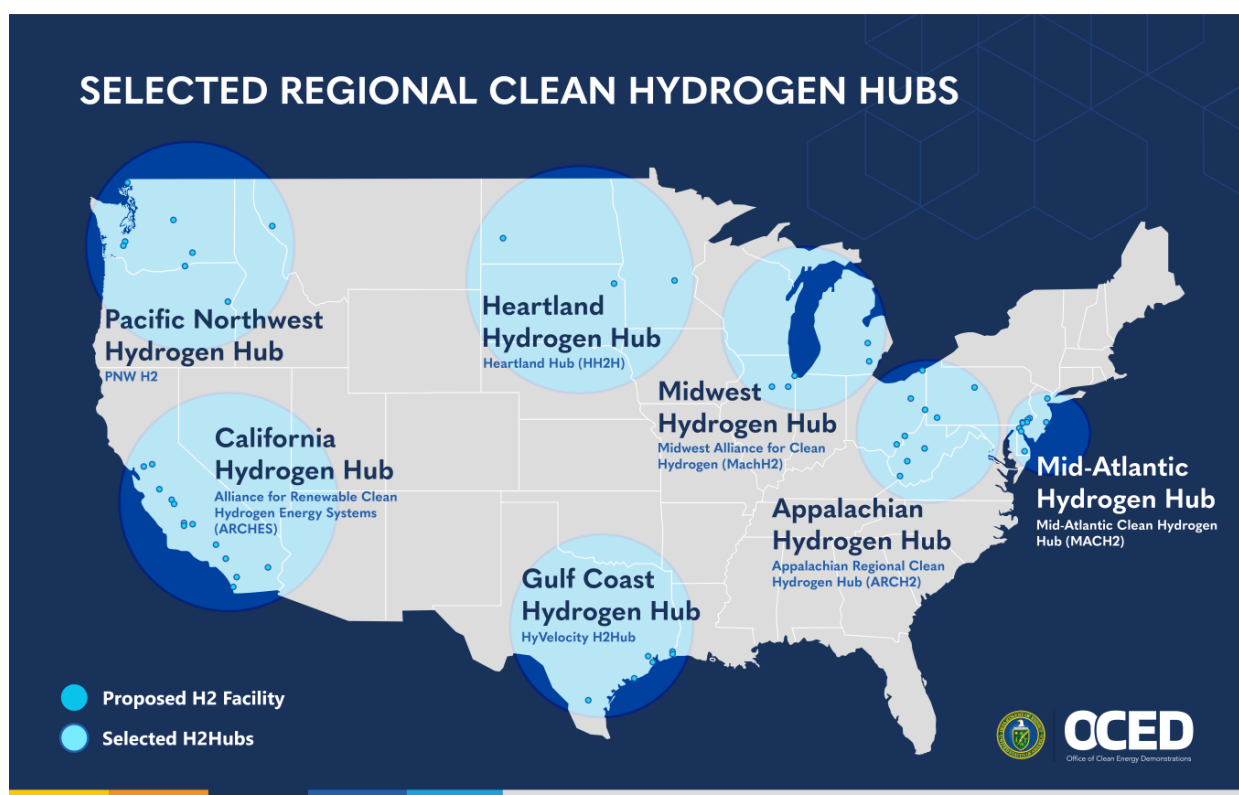 SELECTED REGIONAL CLEAN HYDROGEN HUBS
Pacific Northwest
Hydrogen Hub
PNW H2
Heartland
Hydrogen Hub
Heartland Hub (HH2H)
Midwest
Hydrogen Hub
Midwest Alliance for Clean
Hydrogen (MachH2)
California
Hydrogen Hub
Alliance for Renewable Clean
Hydrogen Energy Systems
(ARCHES)
Mid-Atlantic
Hydrogen Hub
Mid-Atlantic Clean Hydrogen
Hub (MACH2)
Appalachian
Hydrogen Hub
Appalachian Regional Clean
Hydrogen Hub (ARCH2)
Gulf Coast
Hydrogen Hub
HyVelocity H2Hub
Proposed H2 Facility
Selected H2Hubs
OCED
Office of Clean Energy Demonstrations